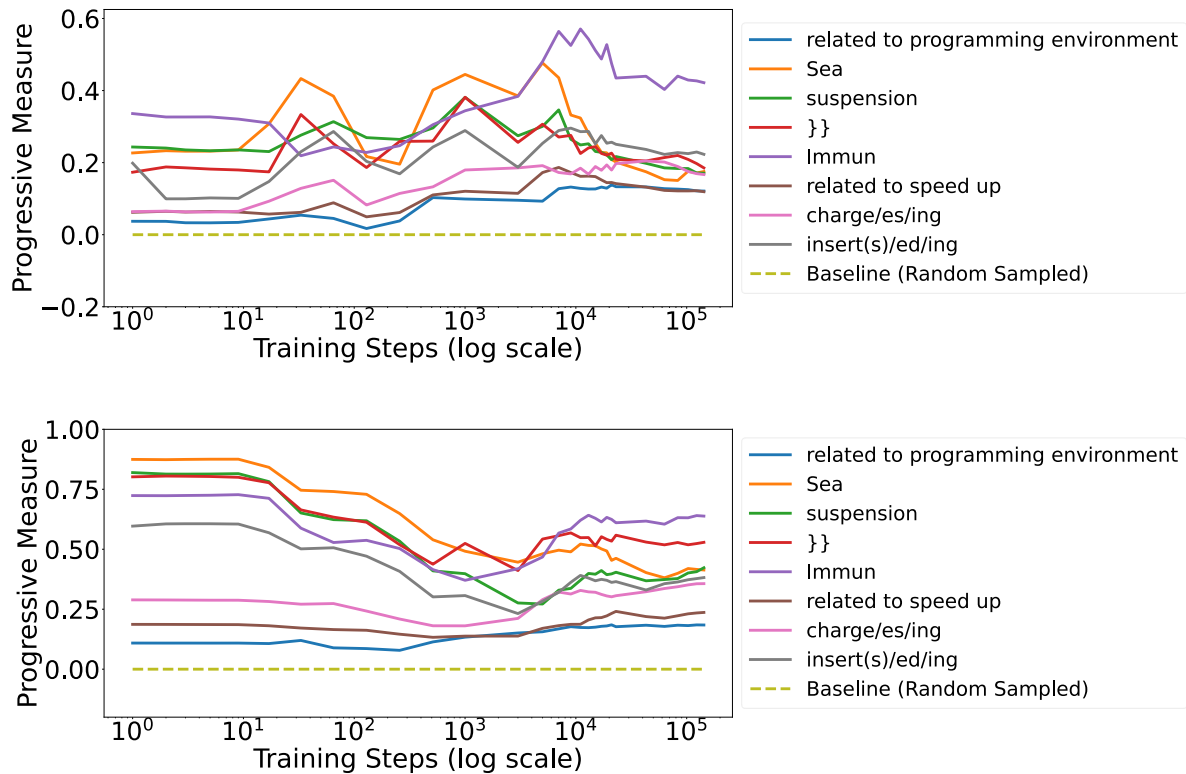 0.6
0.4
0.2
0.0
−0.2
Progressive Measure
10^0
10^1
10^2
10^3
10^4
10^5
Training Steps (log scale)
related to programming environment
Sea
suspension
}}
Immun
related to speed up
charge/es/ing
insert(s)/ed/ing
Baseline (Random Sampled)
1.00
0.75
0.50
0.25
0.00
Progressive Measure
10^0
10^1
10^2
10^3
10^4
10^5
Training Steps (log scale)
related to programming environment
Sea
suspension
}}
Immun
related to speed up
charge/es/ing
insert(s)/ed/ing
Baseline (Random Sampled)